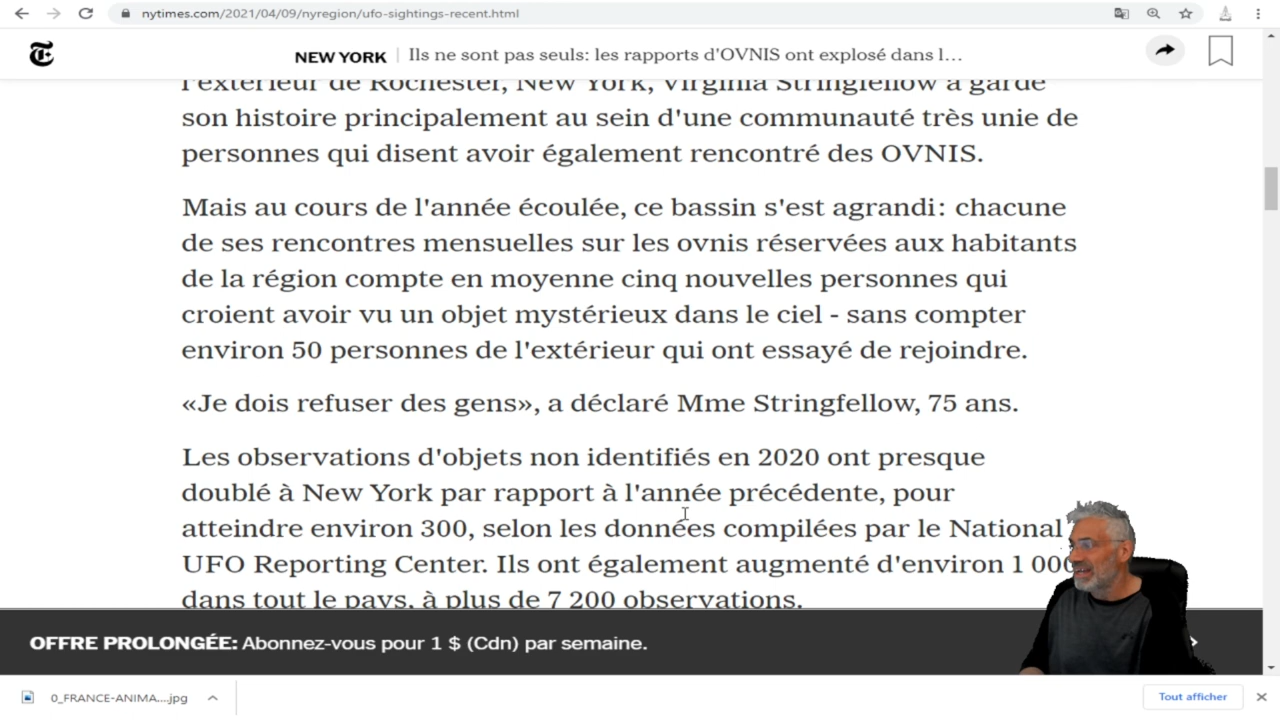 nytimes.com/2021/04/09/nyregion/ufo-sightings-recent.html
NEW YORK | Ils ne sont pas seuls: les rapports d'OVNIS ont explosé dans l...
l'extérieur de Rochester, New York, Virginia Stringfellow a gardé
son histoire principalement au sein d'une communauté très unie de
personnes qui disent avoir également rencontré des OVNIS.
Mais au cours de l'année écoulée, ce bassin s'est agrandi: chacune
de ses rencontres mensuelles sur les ovnis réservées aux habitants
de la région compte en moyenne cinq nouvelles personnes qui
croient avoir vu un objet mystérieux dans le ciel - sans compter
environ 50 personnes de l'extérieur qui ont essayé de rejoindre.
«Je dois refuser des gens», a déclaré Mme Stringfellow, 75 ans.
Les observations d'objets non identifiés en 2020 ont presque
doublé à New York par rapport à l'année précédente, pour
atteindre environ 300, selon les données compilées par le National
UFO Reporting Center. Ils ont également augmenté d'environ 1 000
dans tout le pays, à plus de 7 200 observations.
OFFRE PROLONGÉE: Abonnez-vous pour 1 $ (Cdn) par semaine.
0_FRANCE-ANIMA....jpg
Tout afficher